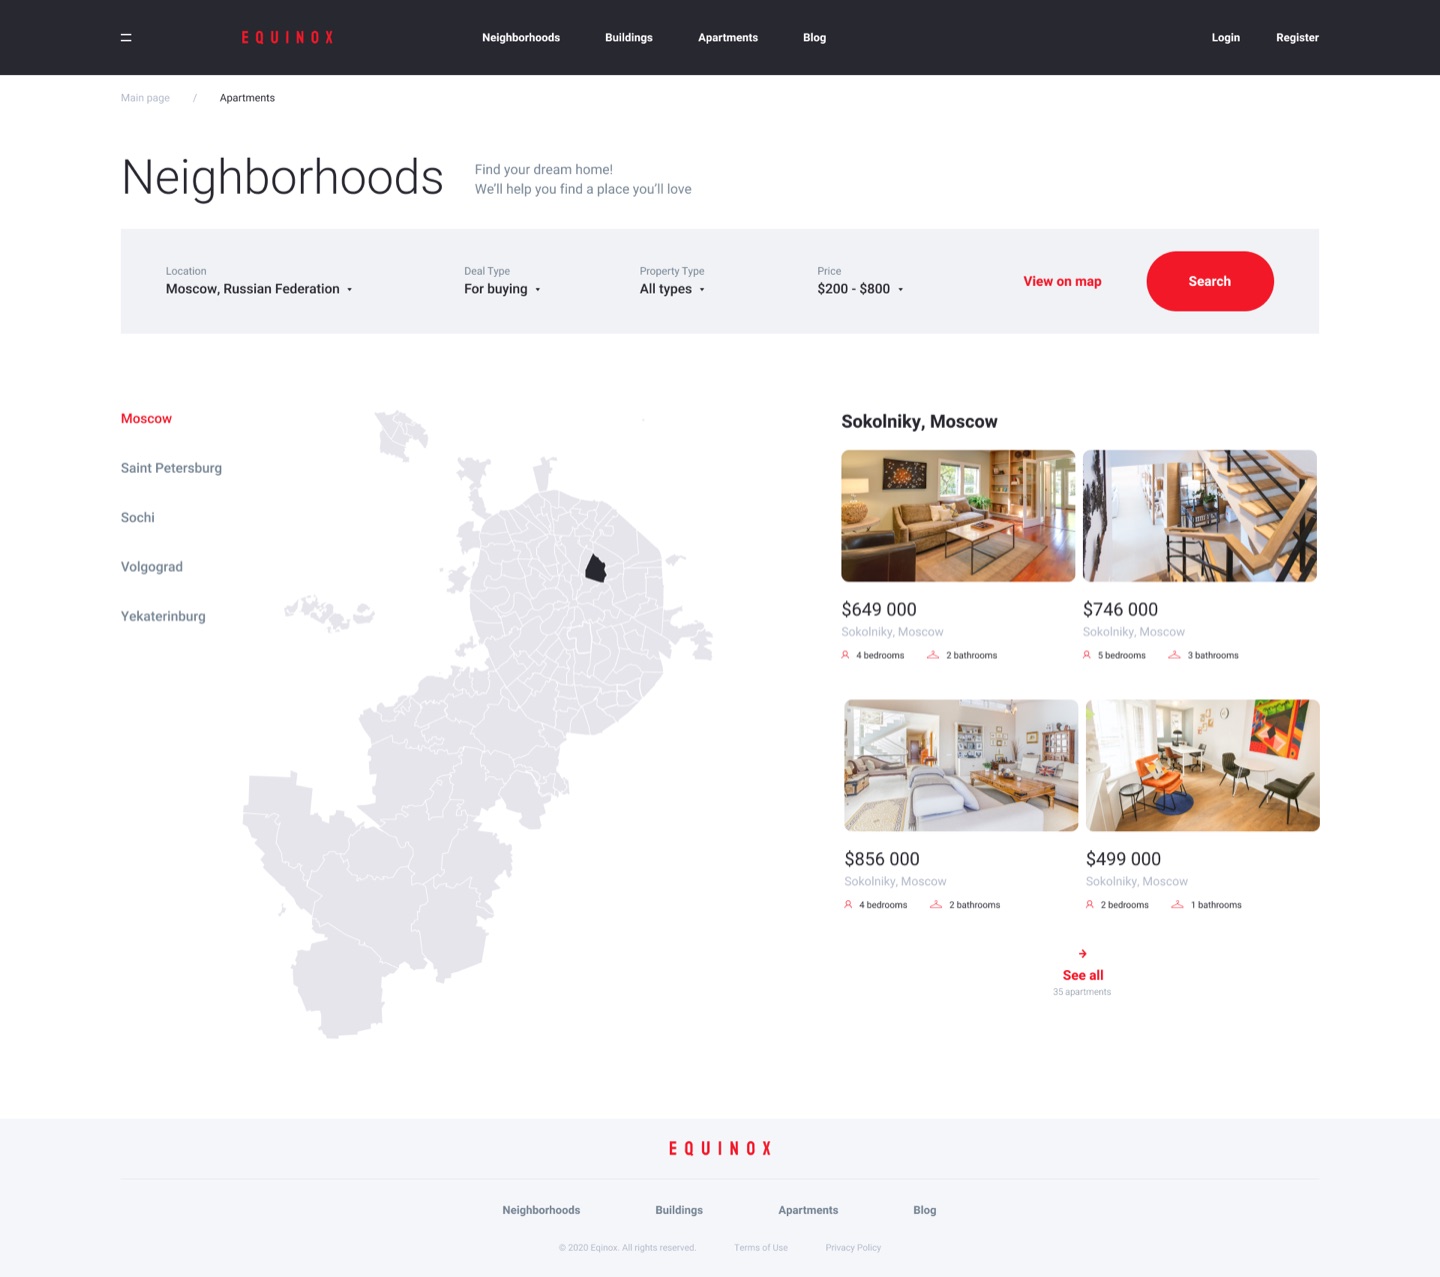 EQUINOX
Neighborhoods
Buildings
Apartments
Blog
Login
Register
Main page / Apartments
Neighborhoods
Find your dream home!
We'll help you find a place you'll love
Location
Moscow, Russian Federation
Deal Type
For buying
Property Type
All types
Price
$200 - $800
View on map
Search
Moscow
Saint Petersburg
Sochi
Volgograd
Yekaterinburg
Sokolniky, Moscow
$649 000
Sokolniky, Moscow
4 bedrooms
2 bathrooms
$746 000
Sokolniky, Moscow
5 bedrooms
3 bathrooms
$856 000
Sokolniky, Moscow
4 bedrooms
2 bathrooms
$499 000
Sokolniky, Moscow
2 bedrooms
1 bathrooms
See all
35 apartments
EQUINOX
Neighborhoods
Buildings
Apartments
Blog
© 2020 Eqinox. All rights reserved.
Terms of Use
Privacy Policy